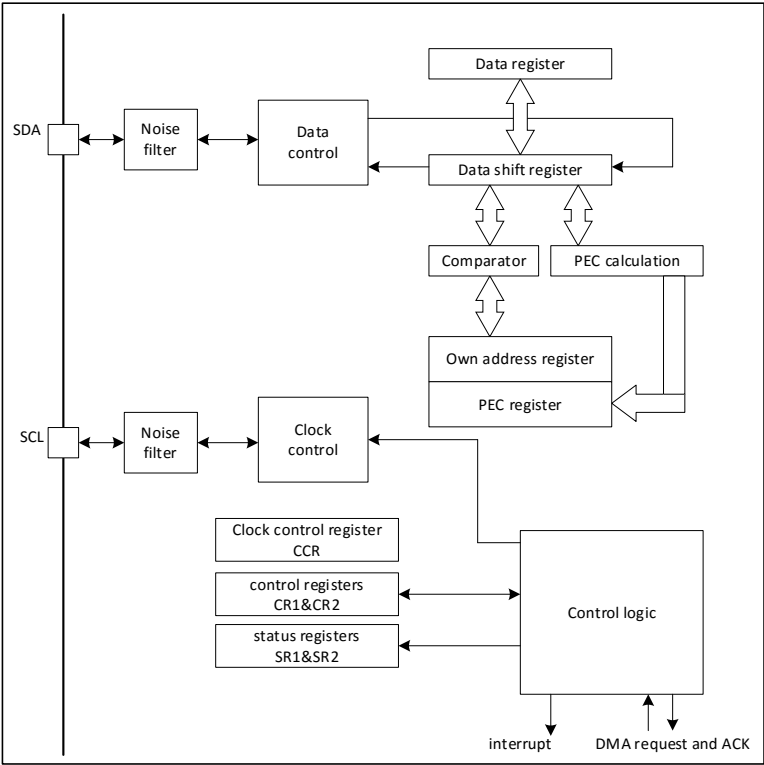 Data register
SDA
Noise
filter
Data
control
Data shift register
Comparator
PEC calculation
Own address register
PEC register
SCL
Noise
filter
Clock
control
Clock control register
CCR
control registers
CR1&CR2
status registers
SR1&SR2
Control logic
interrupt
DMA request and ACK